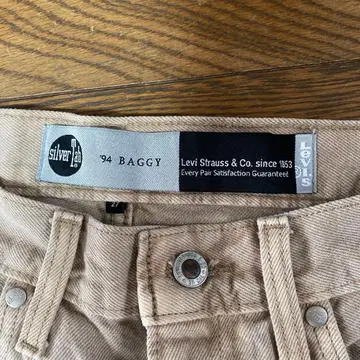 silverTab
'94 BAGGY
Levi Strauss & Co. since 1853
Every Pair Satisfaction Guaranteed
Levi's